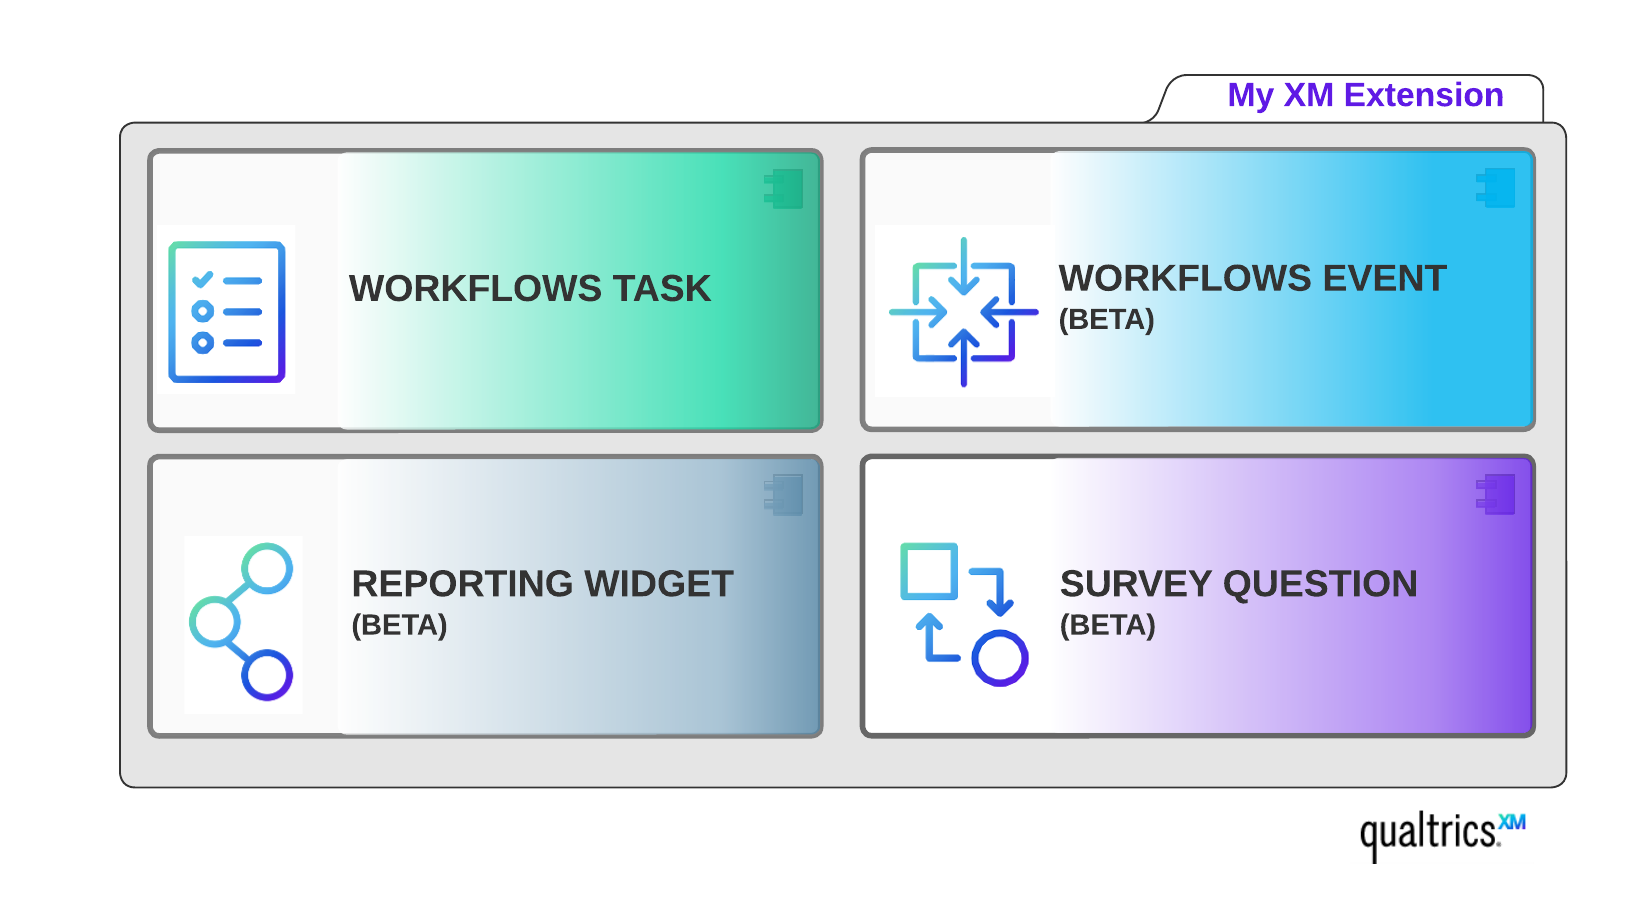 My XM Extension
WORKFLOWS TASK
WORKFLOWS EVENT
(BETA)
REPORTING WIDGET
(BETA)
SURVEY QUESTION
(BETA)
qualtrics.XM